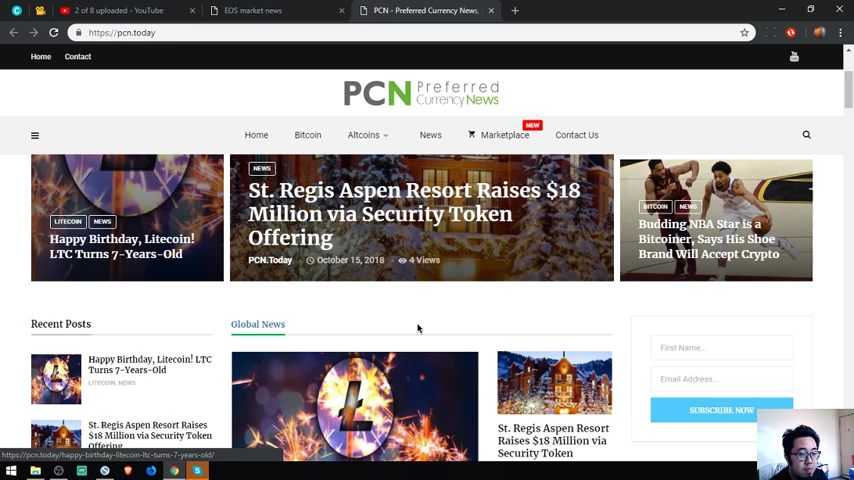 2 of 8 uploaded - YouTube
EOS market news
PCN - Preferred Currency News,
https://pcn.today
Home
Contact
PCN Preferred Currency News
NEW
Home
Bitcoin
Altcoins
News
Marketplace
Contact Us
LITECOIN
NEWS
Happy Birthday, Litecoin!
LTC Turns 7-Years-Old
NEWS
St. Regis Aspen Resort Raises $18
Million via Security Token
Offering
PCN.Today
October 15, 2018
4 Views
BITCOIN
NEWS
Budding NBA Star is a
Bitcoiner, Says His Shoe
Brand Will Accept Crypto
Recent Posts
Happy Birthday, Litecoin! LTC
Turns 7-Years-Old
LITECOIN, NEWS
St. Regis Aspen Resort Raises
$18 Million via Security Token
Offering
Global News
St. Regis Aspen Resort
Raises $18 Million via
Security Token
First Name...
Email Address...
SUBSCRIBE NOW
https://pcn.today/happy-birthday-litecoin-ltc-turns-7-years-old/